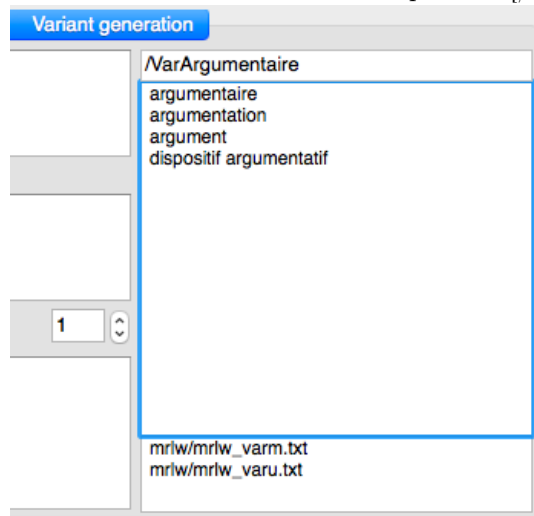 Variant generation
/VarArgumentaire
argumentaire
argumentation
argument
dispositif argumentatif
1
mrlw/mrlw_varm.txt
mrlw/mrlw_varu.txt